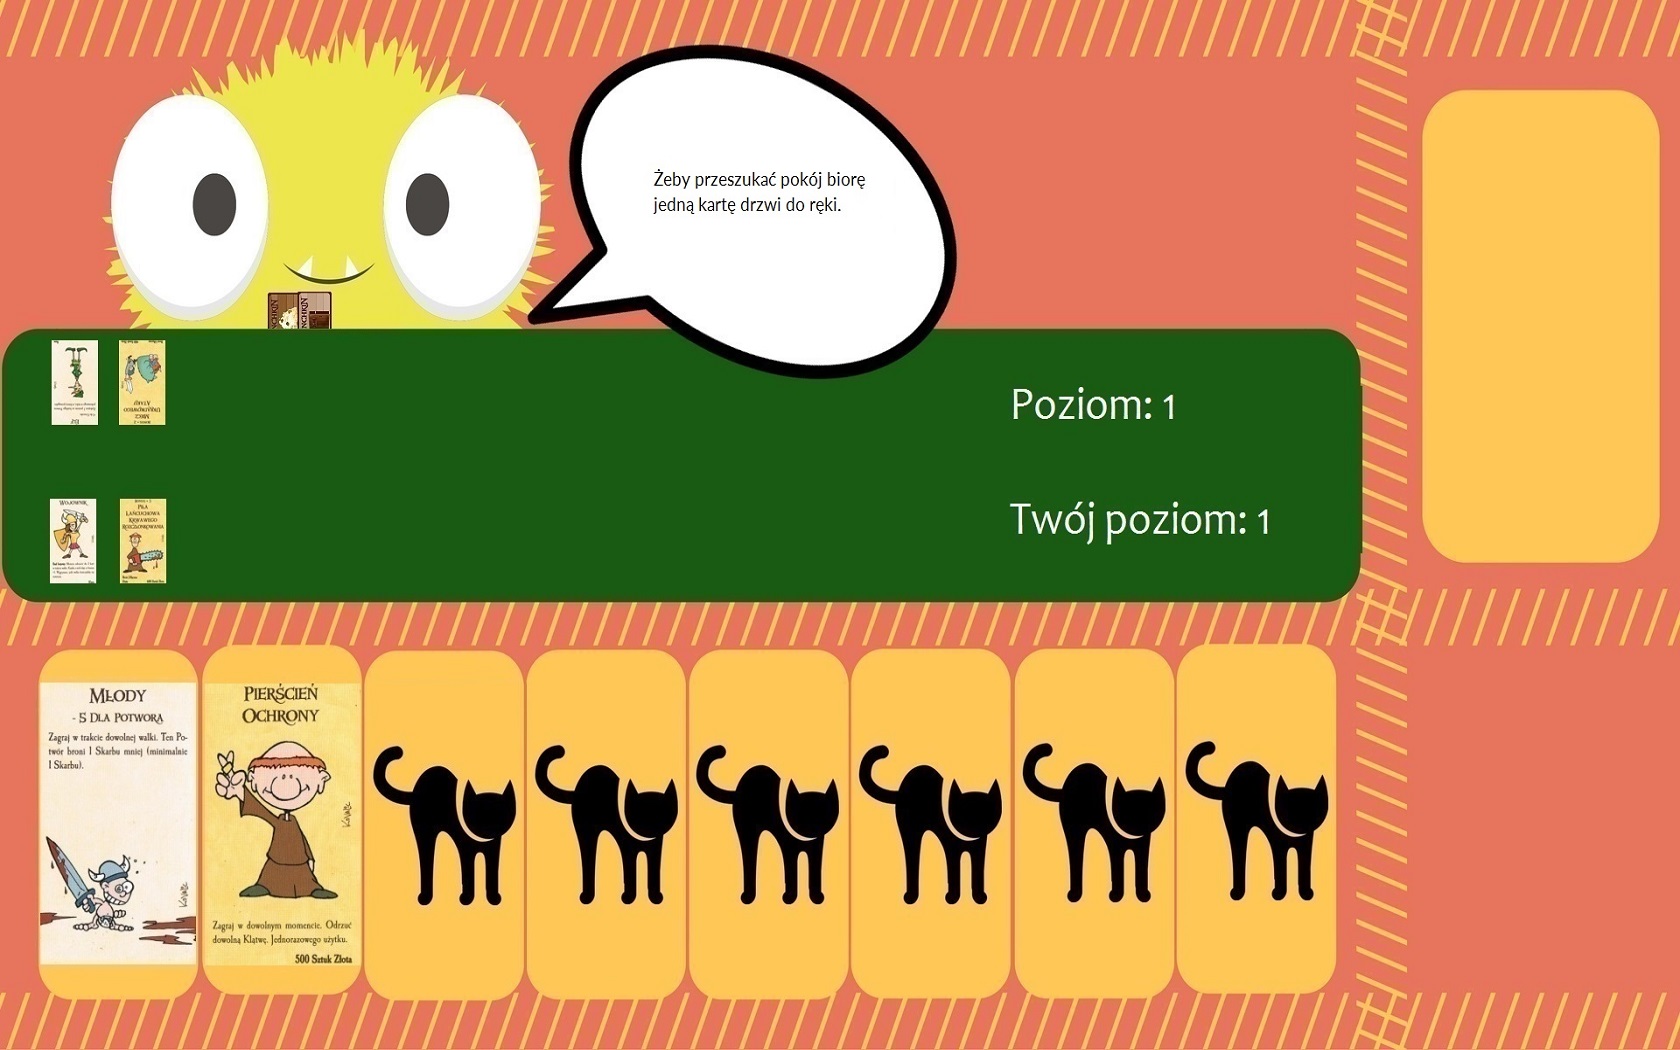 Żeby przeszukać pokój biorę
jedną kartę drzwi do ręki.
Poziom: 1
Twój poziom: 1
WOJOWNIK
PIŁA
ŁAŃCUCHOWA
KRWAWEGO
ROZCZŁONKOWANIA
MŁODY
- 5 DLA POTWORA
Zagraj w trakcie dowolnej walki. Ten Po-
twór broni 1 Skarbu mniej (minimalnie
1 Skarbu).
PIERŚCIEŃ
OCHRONY
Zagraj w dowolnym momencie. Odrzuć
dowolną Klątwę. Jednorazowego użytku.
500 Sztuk Złota